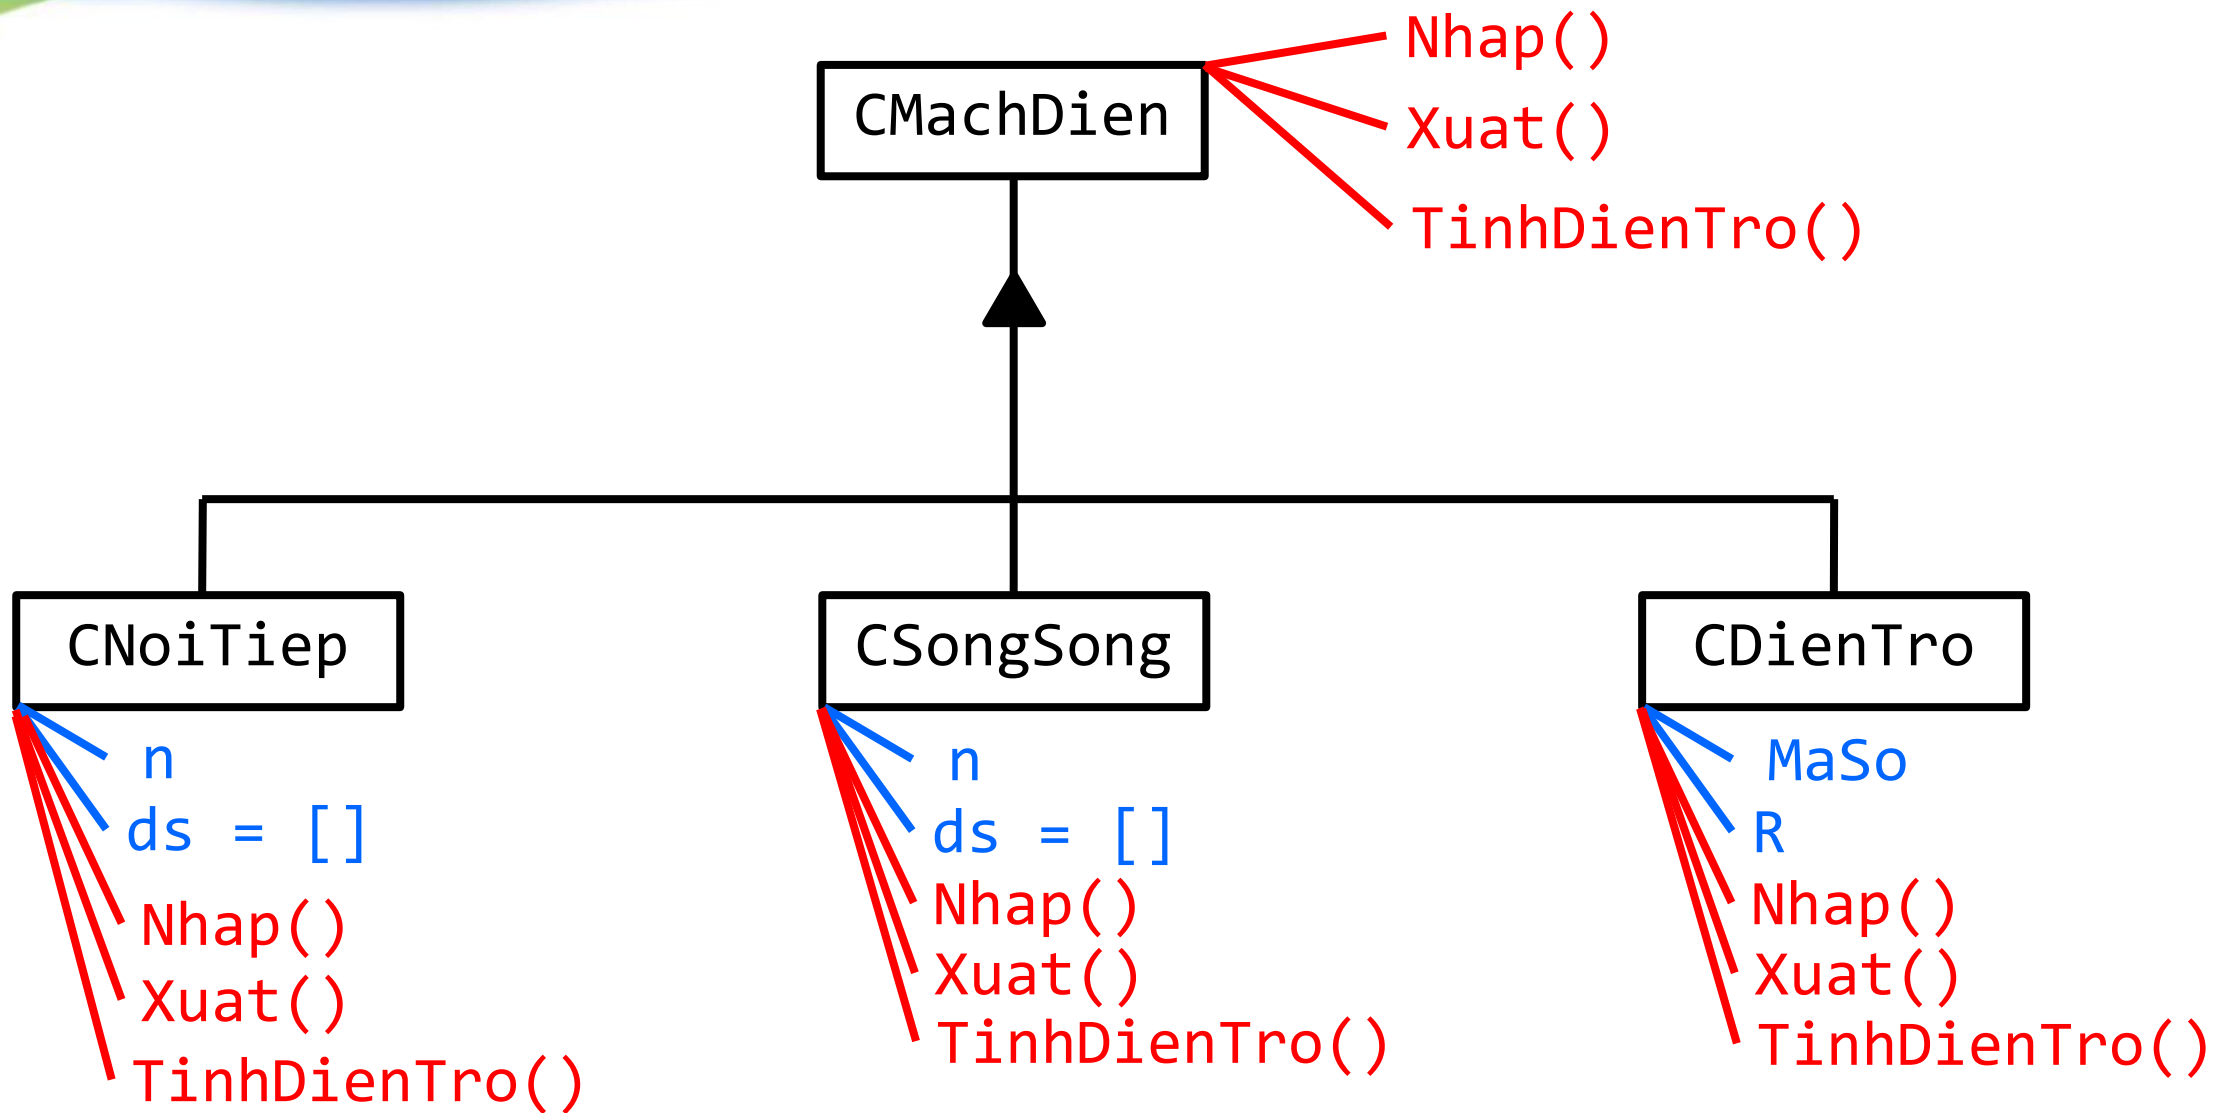 CMachDien
Nhap()
Xuat()
TinhDienTro()
CNoiTiep
n
ds = []
Nhap()
Xuat()
TinhDienTro()
CSongSong
n
ds = []
Nhap()
Xuat()
TinhDienTro()
CDienTro
MaSo
R
Nhap()
Xuat()
TinhDienTro()